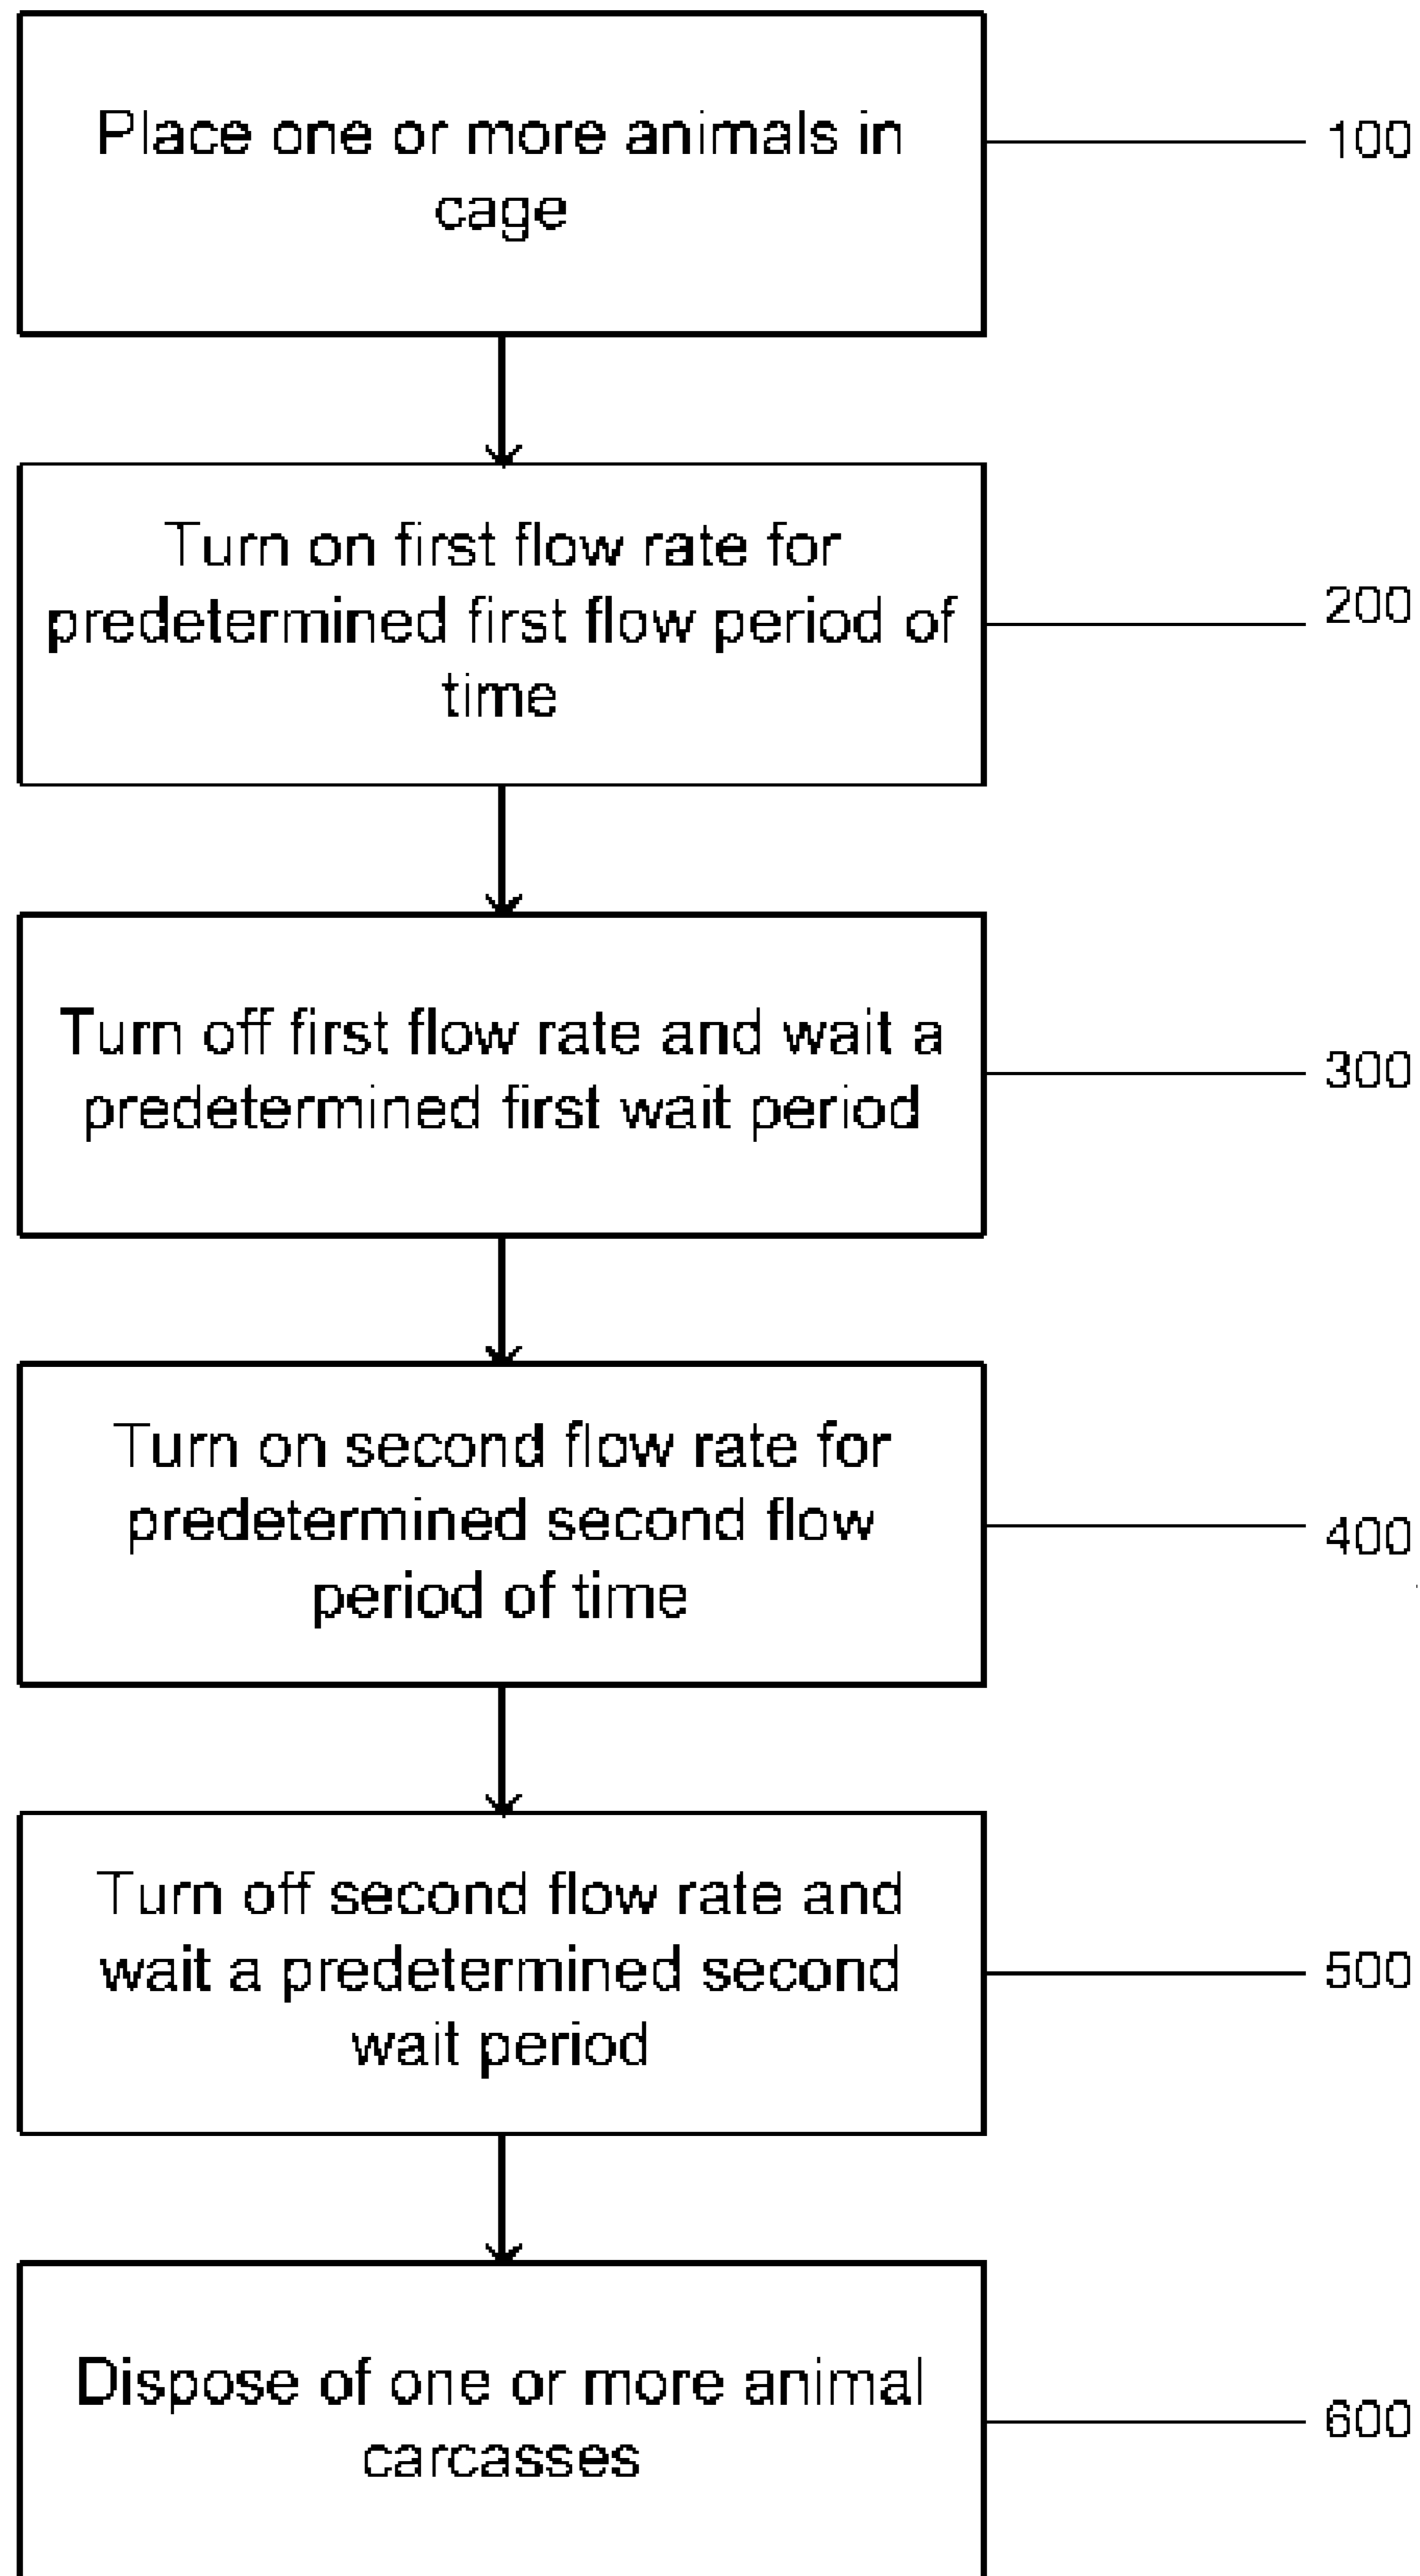 Place one or more animals in
cage
100
Turn on first flow rate for
predetermined first flow period of
time
200
Turn off first flow rate and wait a
predetermined first wait period
300
Turn on second flow rate for
predetermined second flow
period of time
400
Turn off second flow rate and
wait a predetermined second
wait period
500
Dispose of one or more animal
carcasses
600